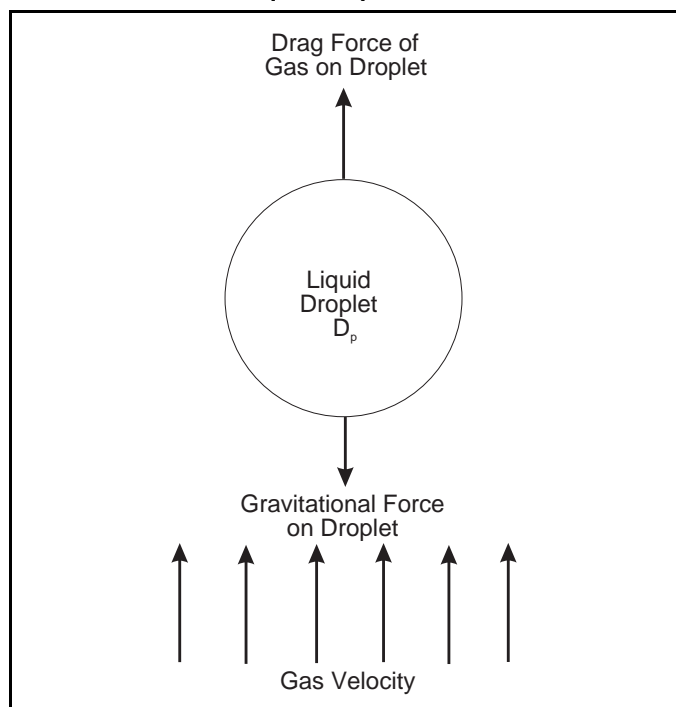 Drag Force of
Gas on Droplet
Liquid
Droplet
Dp
Gravitational Force
on Droplet
Gas Velocity